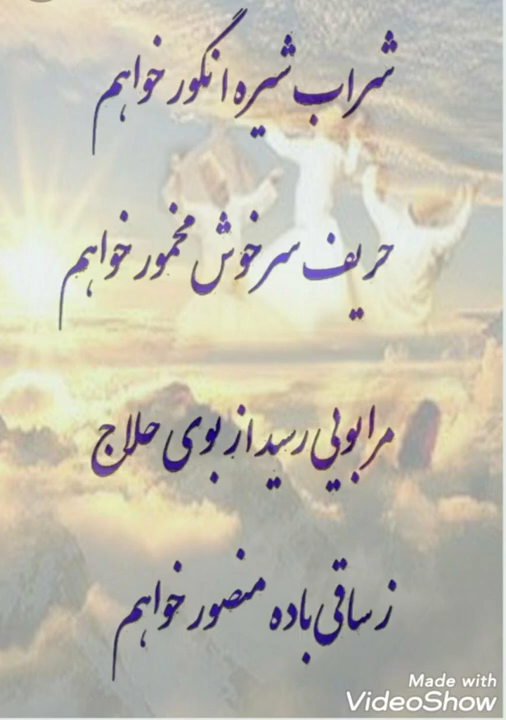 شراب شیره انگور خواهم
حریف سرخوش مخمور خواهم
مرا بویی رسید از بوی حلاج
ز ساقی باده منصور خواهم
Made with
VideoShow